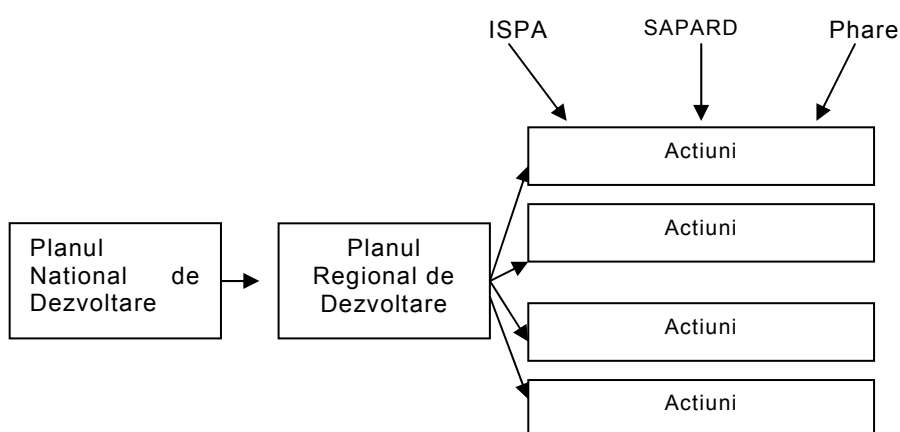 ISPA SAPARD Phare
Actiuni
Actiuni
Planul
National de
Dezvoltare
Planul
Regional de
Dezvoltare
Actiuni
Actiuni